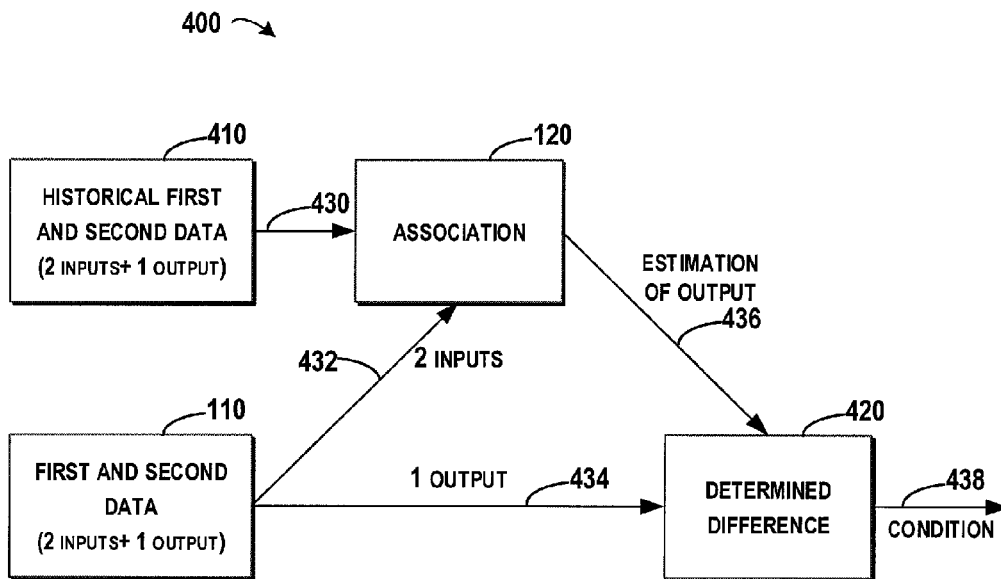 400
410
HISTORICAL FIRST
AND SECOND DATA
(2 INPUTS+ 1 OUTPUT)
430
120
ASSOCIATION
ESTIMATION
OF OUTPUT
436
432
2 INPUTS
110
FIRST AND SECOND
DATA
(2 INPUTS+ 1 OUTPUT)
1 OUTPUT
434
420
DETERMINED
DIFFERENCE
438
CONDITION